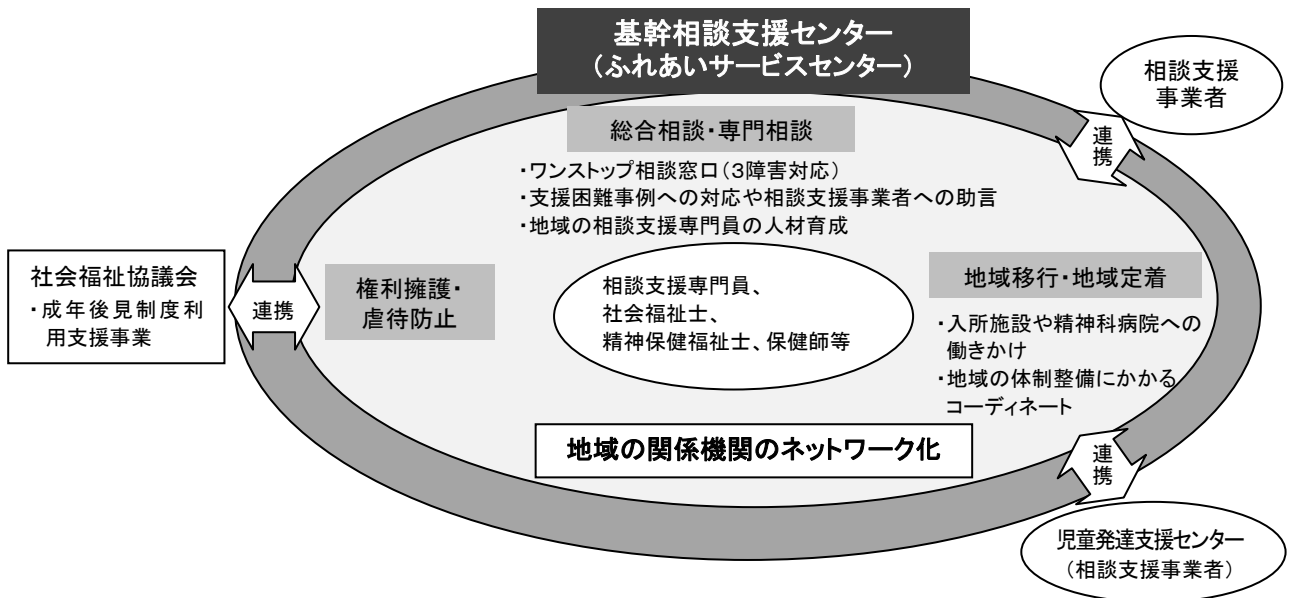 基幹相談支援センター
（ふれあいサービスセンター）
相談支援
事業者
連携
総合相談・専門相談
・ワンストップ相談窓口（３障害対応）
・支援困難事例への対応や相談支援事業者への助言
・地域の相談支援専門員の人材育成
社会福祉協議会
・成年後見制度利
用支援事業
連携
権利擁護・
虐待防止
相談支援専門員、
社会福祉士、
精神保健福祉士、保健師等
地域移行・地域定着
・入所施設や精神科病院への
働きかけ
・地域の体制整備にかかる
コーディネート
地域の関係機関のネットワーク化
連携
児童発達支援センター
（相談支援事業者）